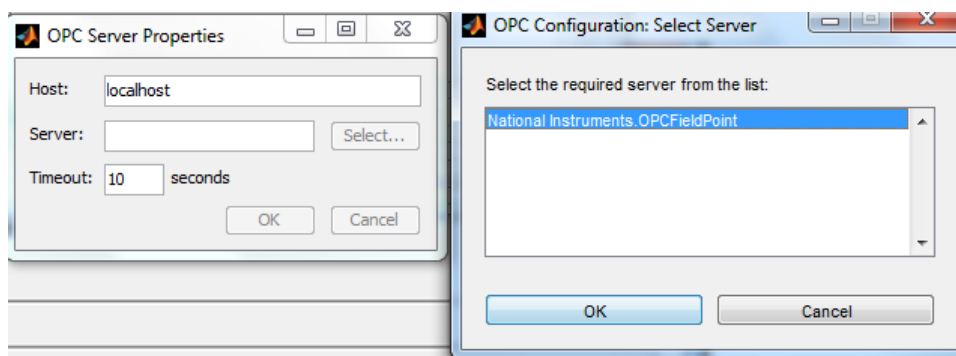 OPC Server Properties
Host: localhost
Server: Select...
Timeout: 10 seconds
OK Cancel
OPC Configuration: Select Server
Select the required server from the list:
National Instruments.OPCFieldPoint
OK Cancel